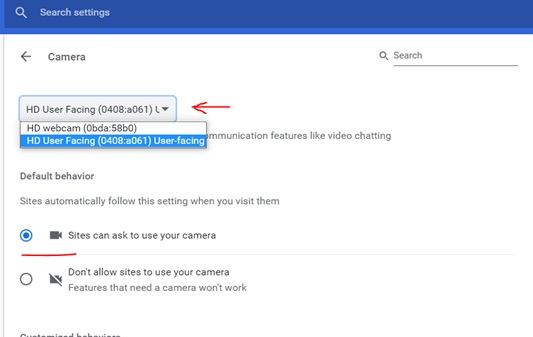 Search settings
Camera
Search
HD User Facing (0408:a061) U
HD webcam (0bda:58b0)
HD User Facing (0408:a061) User-facing
mmunication features like video chatting
Default behavior
Sites automatically follow this setting when you visit them
Sites can ask to use your camera
Don't allow sites to use your camera
Features that need a camera won't work
Customized behaviors